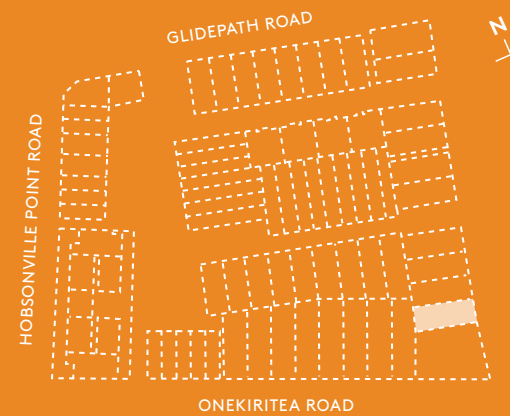 GLIDEPATH ROAD
N
HOBSONVILLE POINT ROAD
ONEKIRITEA ROAD